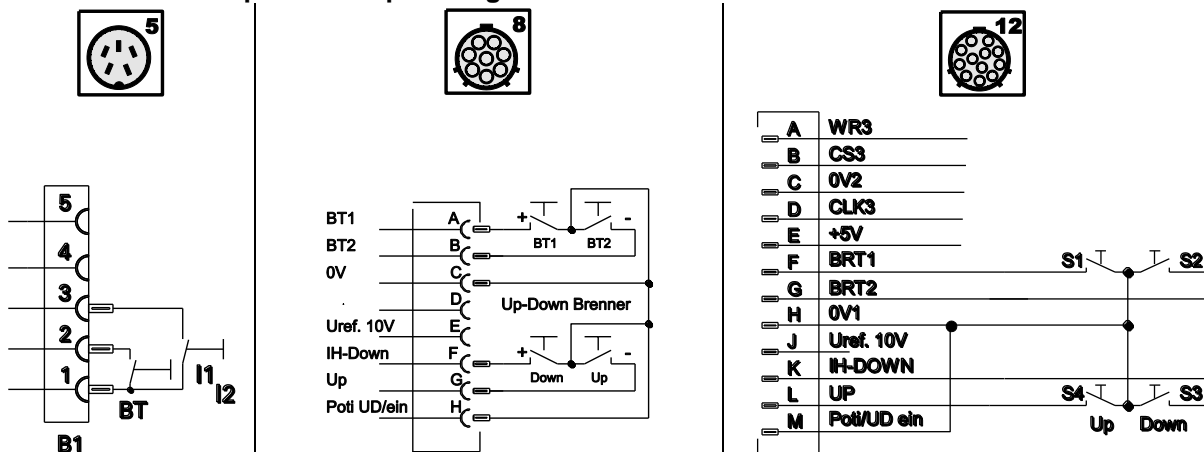 5
5
4
3
2
1
BT
I1
I2
B1
8
BT1 A + -
BT2 B BT1 BT2
0V C
. D Up-Down Brenner
Uref. 10V E
IH-Down F + -
Up G Down Up
Poti UD/ein H
12
A WR3
B CS3
C 0V2
D CLK3
E +5V
F BRT1 S1 S2
G BRT2
H 0V1
J Uref. 10V
K IH-DOWN
L UP S4 S3
M Poti/UD ein Up Down